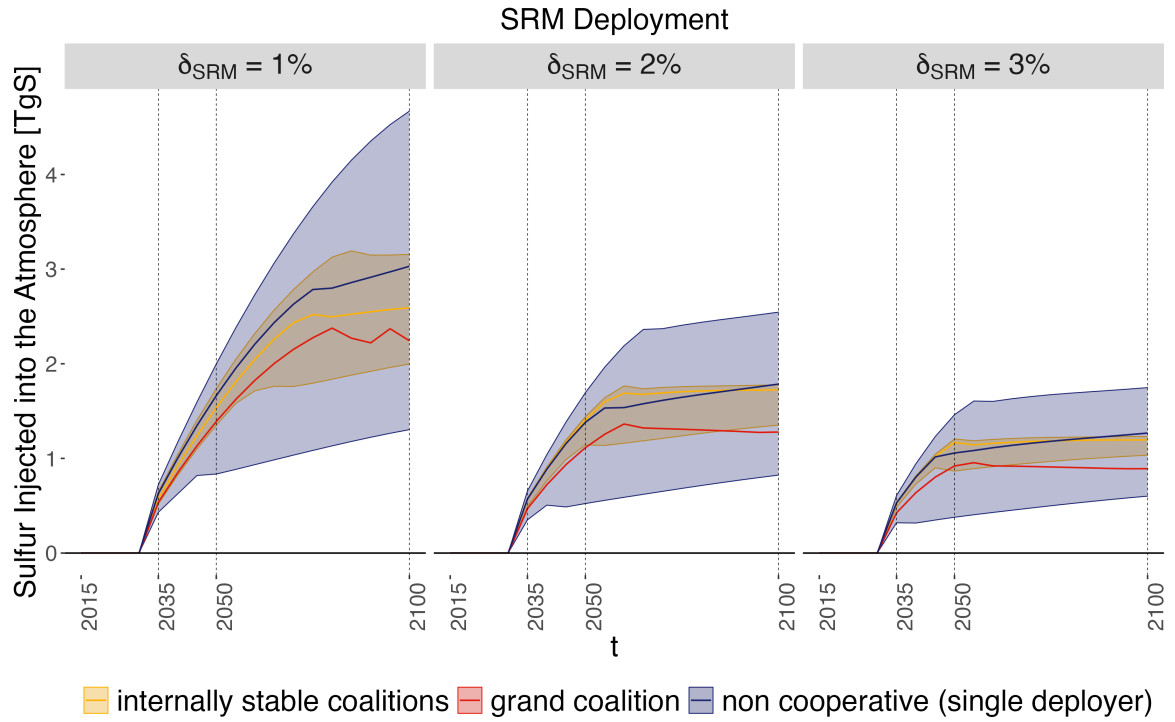 SRM Deployment
δSRM = 1%
δSRM = 2%
δSRM = 3%
Sulfur Injected into the Atmosphere [TgS]
4
3
2
1
0
2015
2035
2050
2100
2015
2035
2050
2100
2015
2035
2050
2100
t
internally stable coalitions grand coalition non cooperative (single deployer)